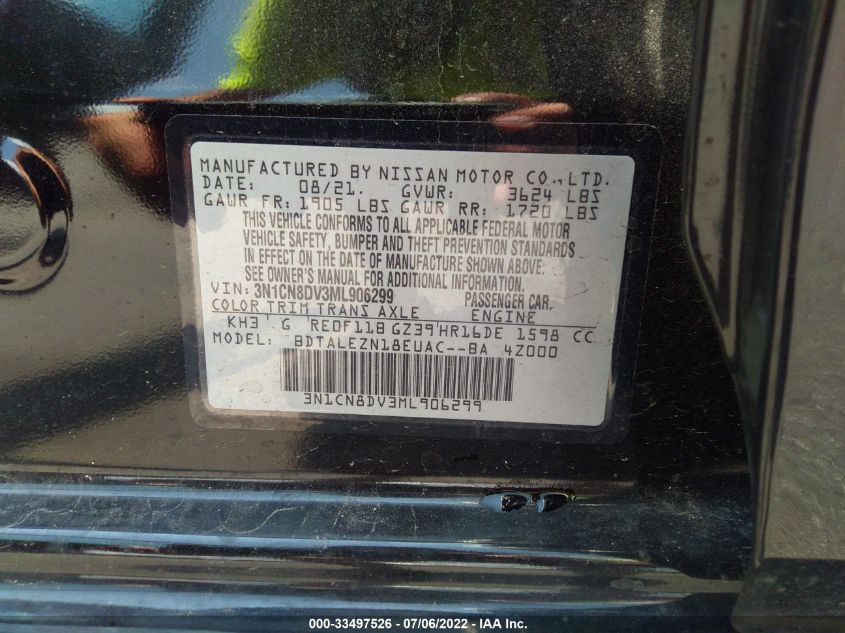 MANUFACTURED BY NISSAN MOTOR CO.,LTD.
DATE: 08/21. GVWR: 3624 LBS
GAWR FR: 1905 LBS GAWR RR: 1720 LBS
THIS VEHICLE CONFORMS TO ALL APPLICABLE FEDERAL MOTOR
VEHICLE SAFETY, BUMPER AND THEFT PREVENTION STANDARDS
IN EFFECT ON THE DATE OF MANUFACTURE SHOWN ABOVE.
SEE OWNER'S MANUAL FOR ADDITIONAL INFORMATION.
VIN: 3N1CN8DV3ML906299 PASSENGER CAR.
COLOR TRIM TRANS AXLE ENGINE
KH3 G RE0F11B GZ39 HR16DE 1598 CC
MODEL: BDTALEZN18EUAC--BA 4Z000
3N1CN8DV3ML906299
000-33497526 - 07/06/2022 - IAA Inc.